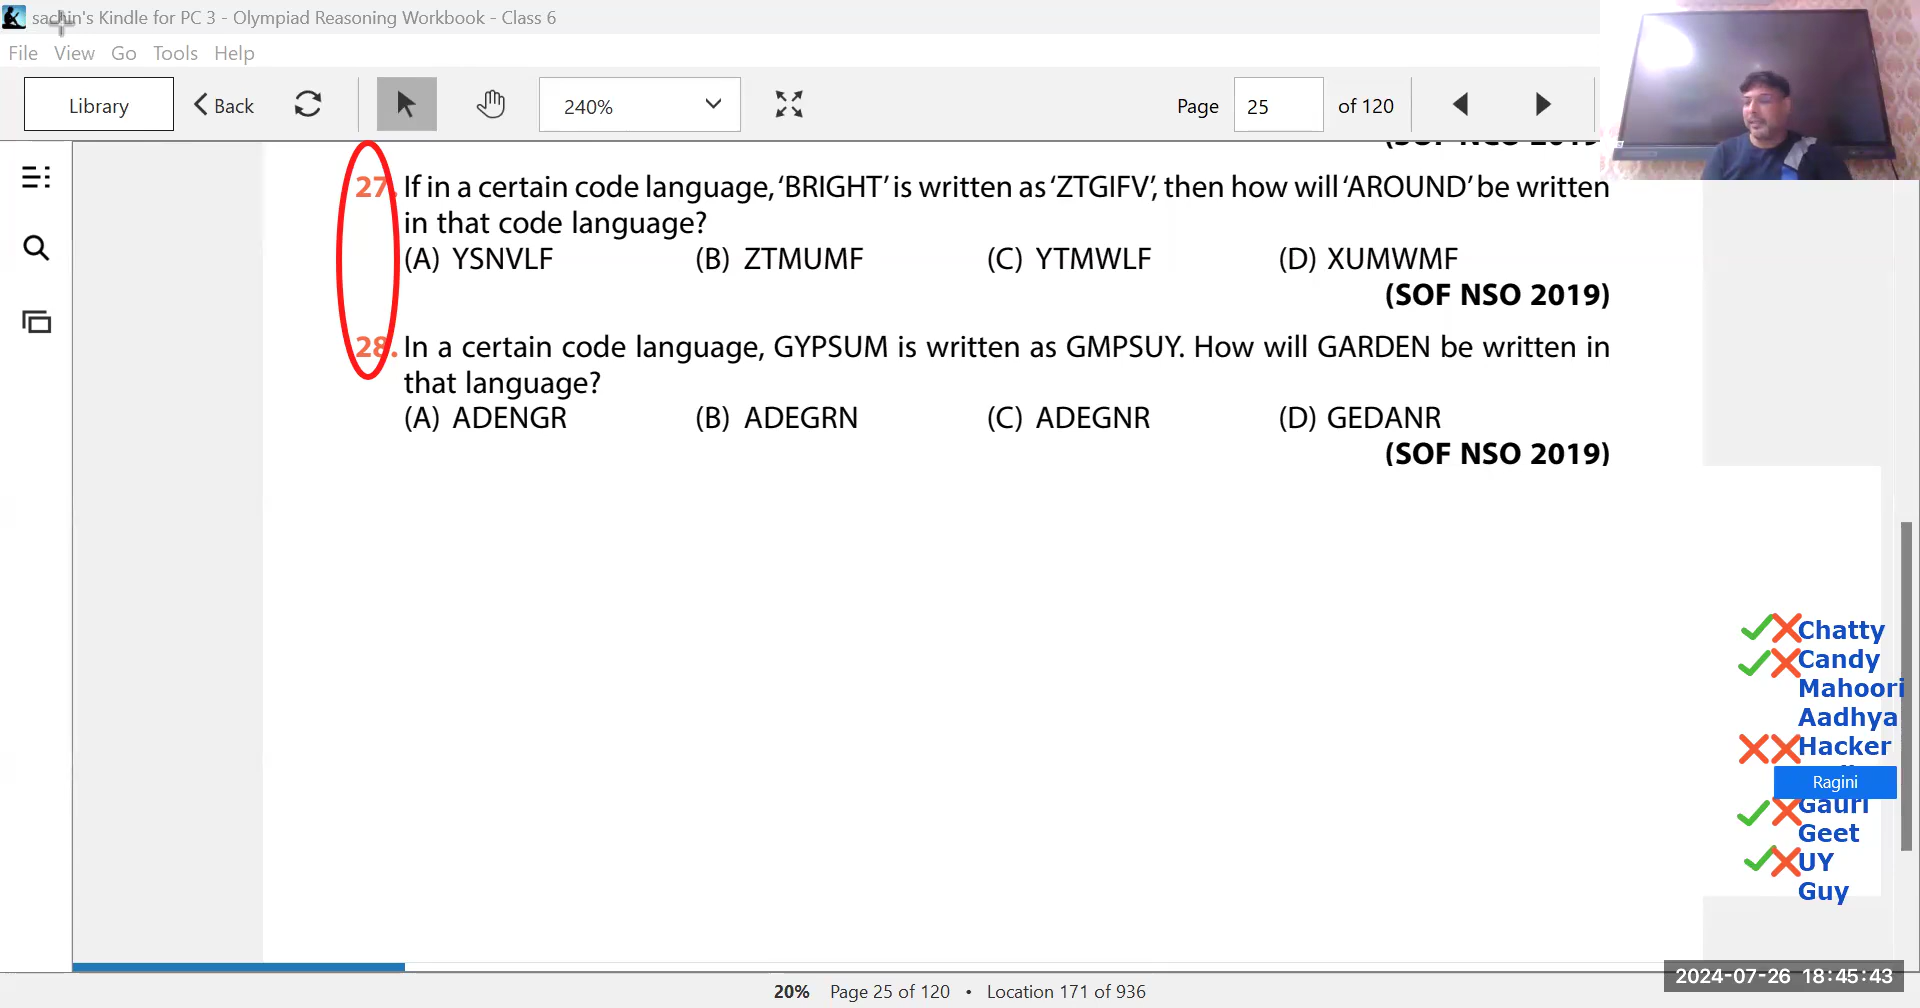 sachin's Kindle for PC 3 - Olympiad Reasoning Workbook - Class 6
File View Go Tools Help
Library Back 240% Page 25 of 120
27. If in a certain code language, 'BRIGHT' is written as 'ZTGIFV', then how will 'AROUND' be written
in that code language?
(A) YSNVLF (B) ZTMUMF (C) YTMWLF (D) XUMWMF
(SOF NSO 2019)
28. In a certain code language, GYPSUM is written as GMPSUY. How will GARDEN be written in
that language?
(A) ADENGR (B) ADEGRN (C) ADEGNR (D) GEDANR
(SOF NSO 2019)
Chatty
Candy
Mahoori
Aadhya
Hacker
Ragini
Gauri
Geet
UY
Guy
2024-07-26 18:45:43
20% Page 25 of 120 • Location 171 of 936